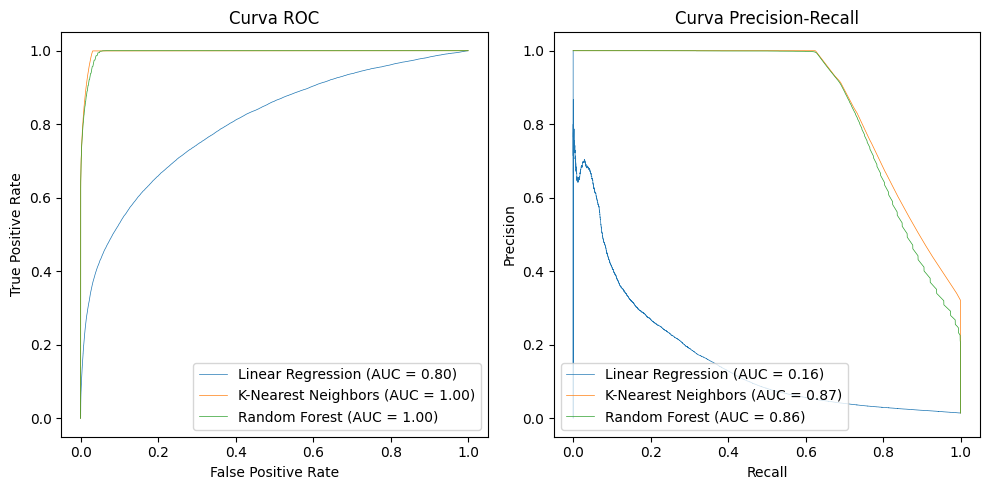 Curva ROC
True Positive Rate
1.0
0.8
0.6
0.4
0.2
0.0
Linear Regression (AUC = 0.80)
K-Nearest Neighbors (AUC = 1.00)
Random Forest (AUC = 1.00)
0.0 0.2 0.4 0.6 0.8 1.0
False Positive Rate
Curva Precision-Recall
Precision
1.0
0.8
0.6
0.4
0.2
0.0
Linear Regression (AUC = 0.16)
K-Nearest Neighbors (AUC = 0.87)
Random Forest (AUC = 0.86)
0.0 0.2 0.4 0.6 0.8 1.0
Recall